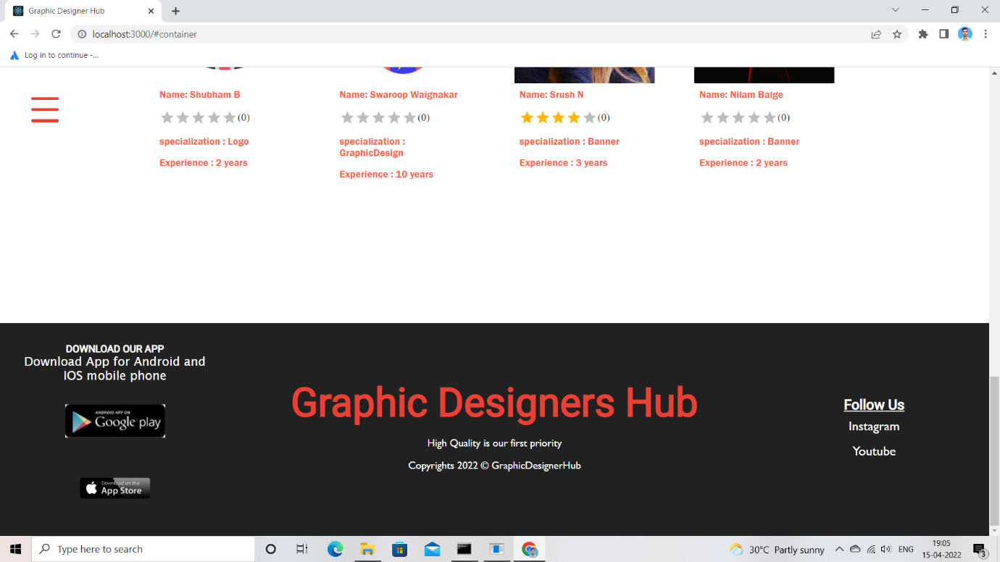 Graphic Designer Hub
localhost:3000/#container
Log in to continue -...
Name: Shubham B
(0)
specialization : Logo
Experience : 2 years
Name: Swaroop Waignakar
(0)
specialization :
GraphicDesign
Experience : 10 years
Name: Srush N
(0)
specialization : Banner
Experience : 3 years
Name: Nilam Balge
(0)
specialization : Banner
Experience : 2 years
DOWNLOAD OUR APP
Download App for Android and
IOS mobile phone
ANDROID APP ON
Google play
Download on the
App Store
Graphic Designers Hub
High Quality is our first priority
Copyrights 2022 © GraphicDesignerHub
Follow Us
Instagram
Youtube
Type here to search
30°C Partly sunny
ENG
19:05
15-04-2022
3